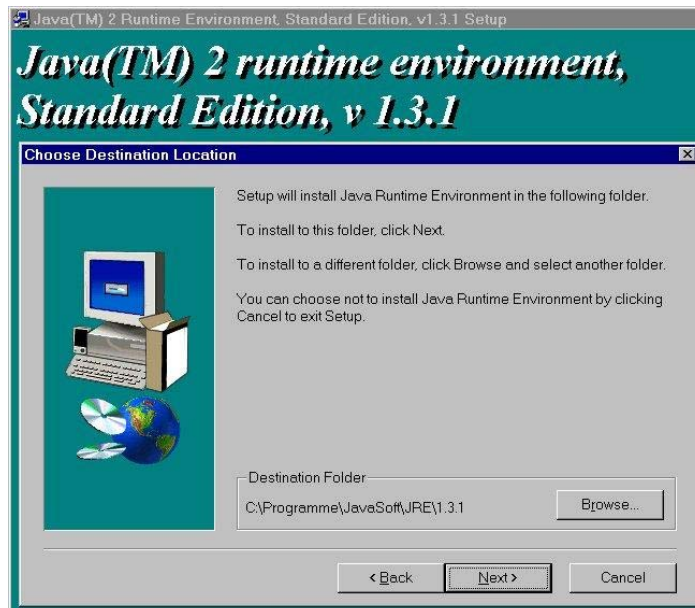 Java(TM) 2 Runtime Environment, Standard Edition, v1.3.1 Setup
Java(TM) 2 runtime environment,
Standard Edition, v 1.3.1
Choose Destination Location
Setup will install Java Runtime Environment in the following folder.
To install to this folder, click Next.
To install to a different folder, click Browse and select another folder.
You can choose not to install Java Runtime Environment by clicking
Cancel to exit Setup.
Destination Folder
C:\Programme\JavaSoft\JRE\1.3.1
Browse...
< Back
Next >
Cancel